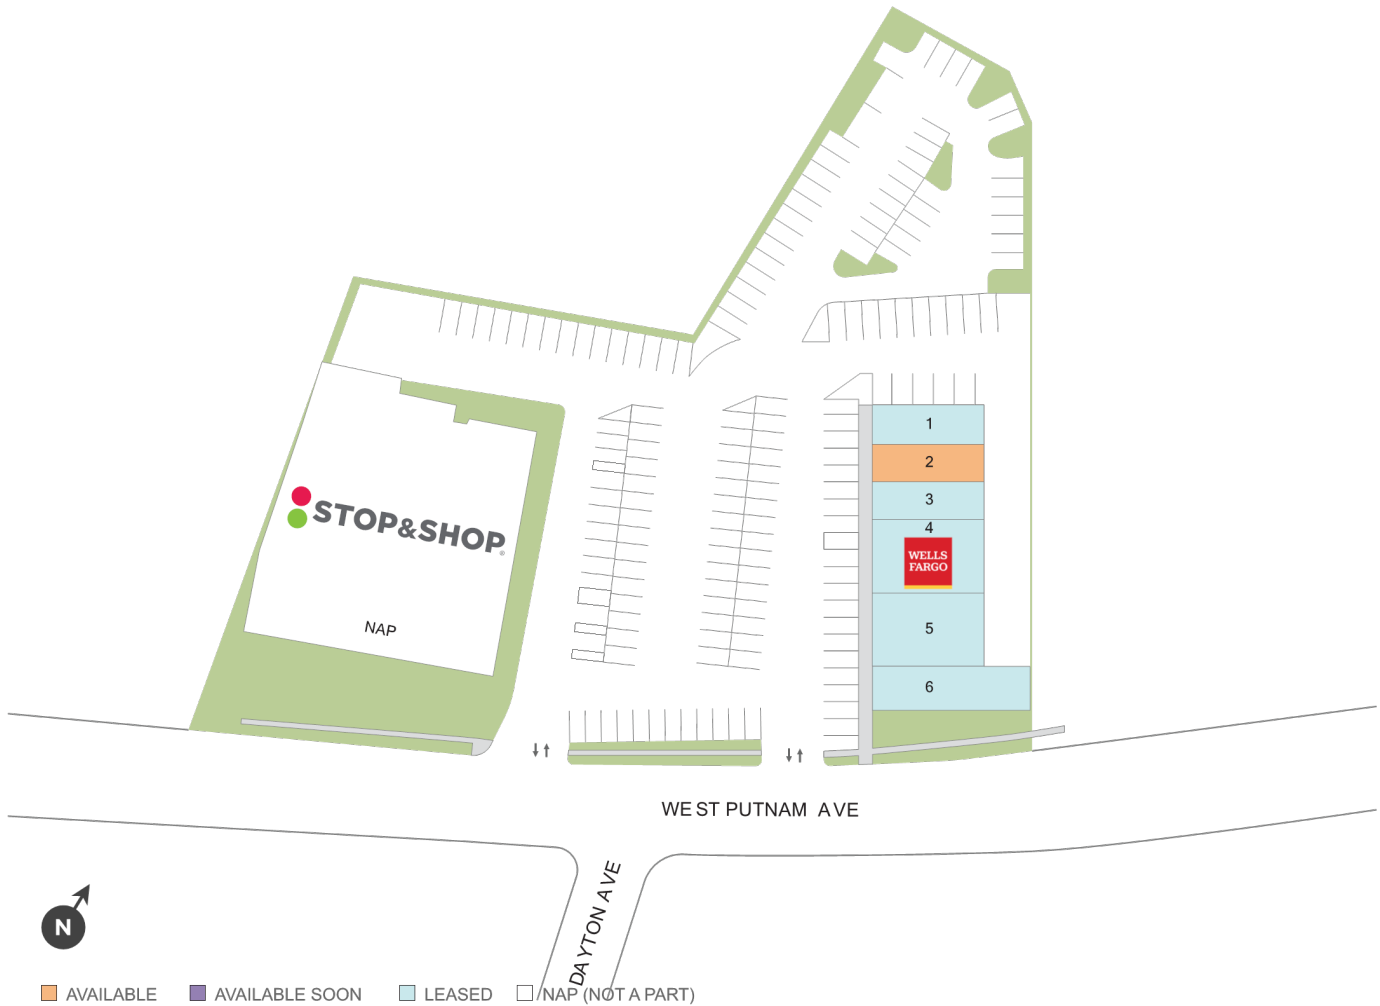 1
2
3
4
WELLS
FARGO
STOP&SHOP®
5
NAP
6
WEST PUTNAM AVE
DAYTON AVE
N
AVAILABLE
AVAILABLE SOON
LEASED
NAP (NOT A PART)